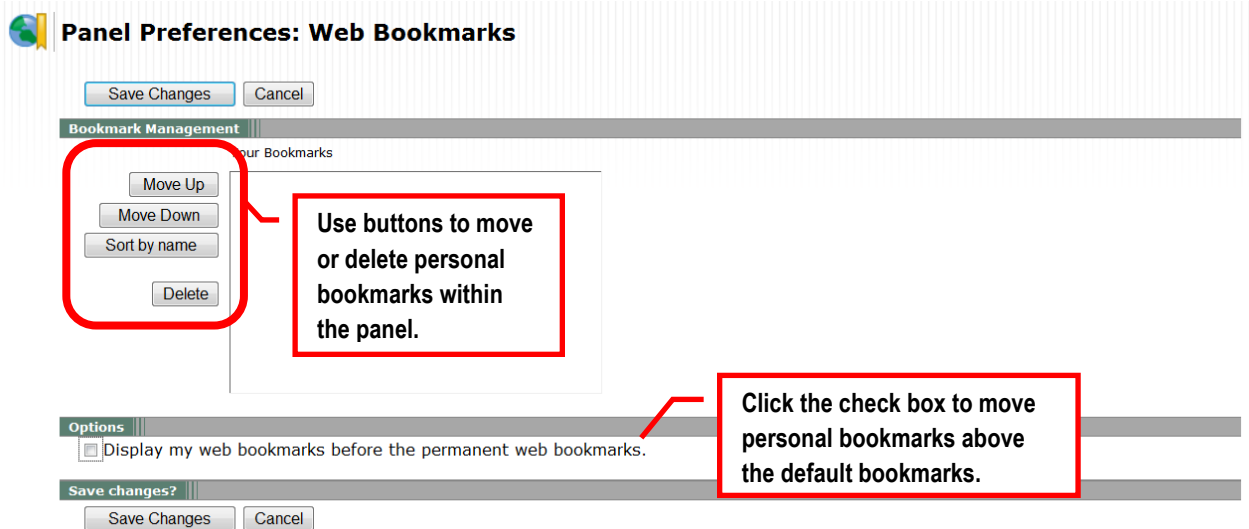 Panel Preferences: Web Bookmarks
Save Changes Cancel
Bookmark Management
Your Bookmarks
Move Up
Move Down
Sort by name
Delete
Use buttons to move
or delete personal
bookmarks within
the panel.
Click the check box to move
personal bookmarks above
the default bookmarks.
Options
Display my web bookmarks before the permanent web bookmarks.
Save changes?
Save Changes Cancel